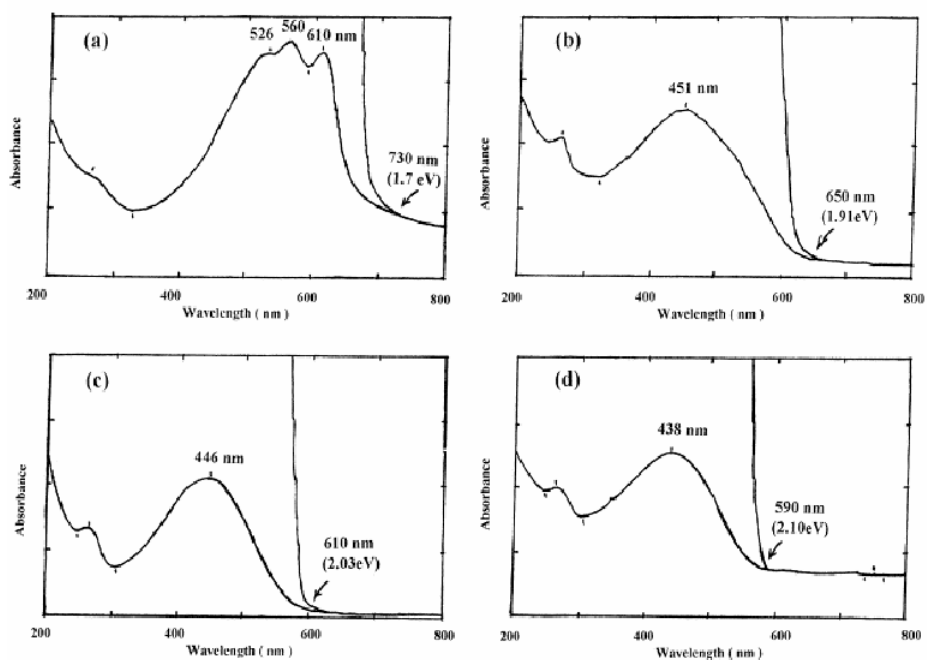 (a)
526 560 610 nm
730 nm
(1.7 eV)
Absorbance
200 400 600 800
Wavelength ( nm )
(b)
451 nm
650 nm
(1.91eV)
Absorbance
200 400 600 800
Wavelength ( nm )
(c)
446 nm
610 nm
(2.03eV)
Absorbance
200 400 600 800
Wavelength ( nm )
(d)
438 nm
590 nm
(2.10eV)
Absorbance
200 400 600 800
Wavelength ( nm )